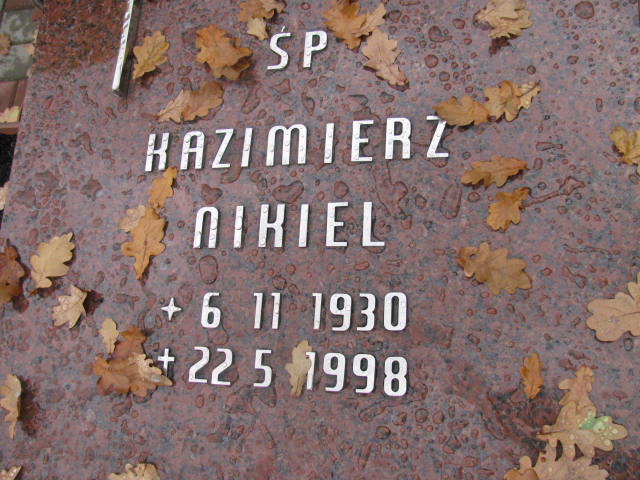 ŚP
KAZIMIERZ
NIKIEL
✦ 6 11 1930
✝ 22 5 1998